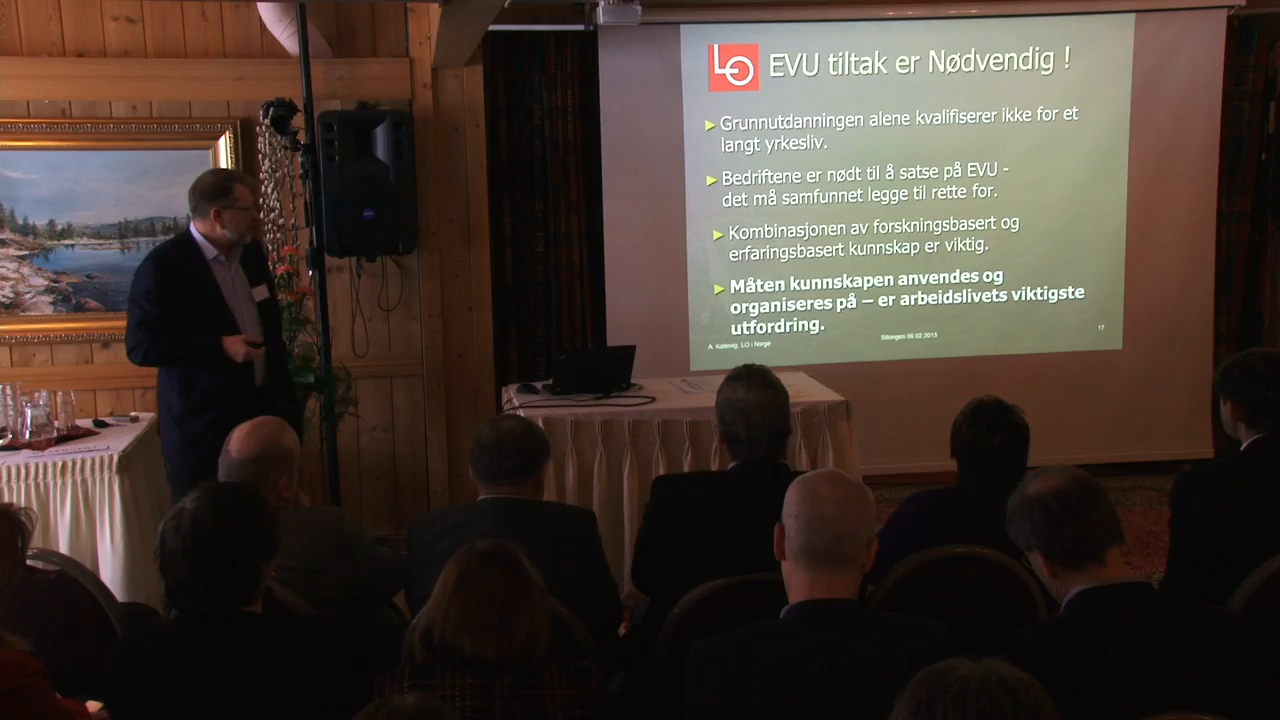 LO
EVU tiltak er Nødvendig !
Grunnutdanningen alene kvalifiserer ikke for et
langt yrkesliv.
Bedriftene er nødt til å satse på EVU -
det må samfunnet legge til rette for.
Kombinasjonen av forskningsbasert og
erfaringsbasert kunnskap er viktig.
Måten kunnskapen anvendes og
organiseres på – er arbeidslivets viktigste
utfordring.
A. Kallevig, LO i Norge
06.02.2013
17